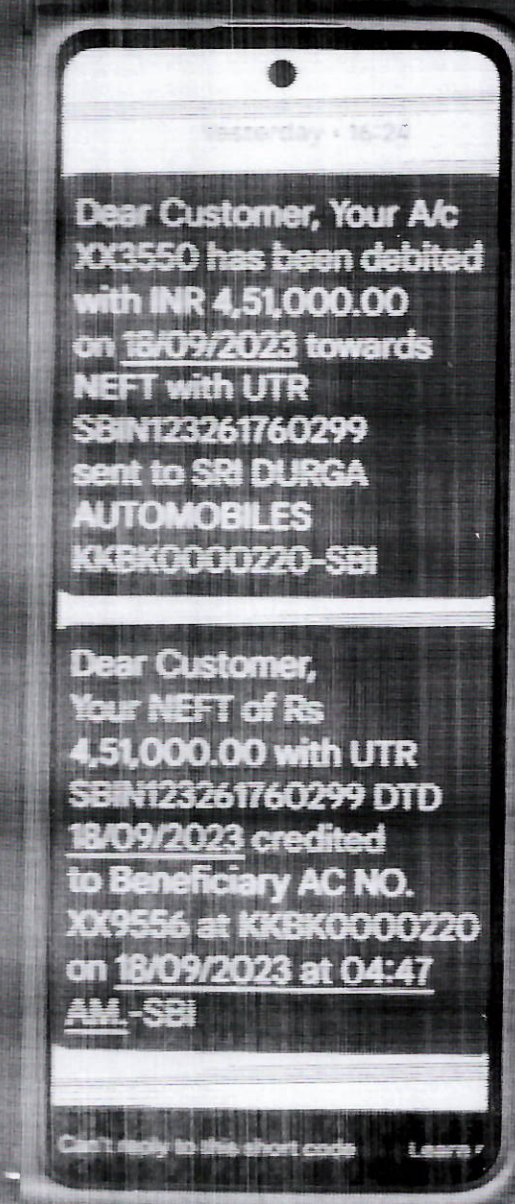 Yesterday • 16:24
Dear Customer, Your A/c
XX3550 has been debited
with INR 4,51,000.00
on 18/09/2023 towards
NEFT with UTR
SBIN123261760299
sent to SRI DURGA
AUTOMOBILES
KKBK0000220-SBI
Dear Customer,
Your NEFT of Rs
4,51,000.00 with UTR
SBIN123261760299 DTD
18/09/2023 credited
to Beneficiary AC NO.
XX9556 at KKBK0000220
on 18/09/2023 at 04:47
AM.-SBI
Can't reply to this short code Learn